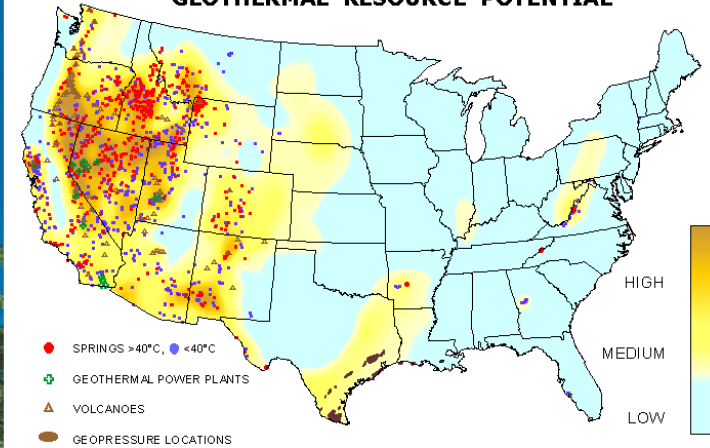 GEOTHERMAL RESOURCE POTENTIAL
HIGH
MEDIUM
LOW
SPRINGS >40°C, <40°C
GEOTHERMAL POWER PLANTS
VOLCANOES
GEOPRESSURE LOCATIONS